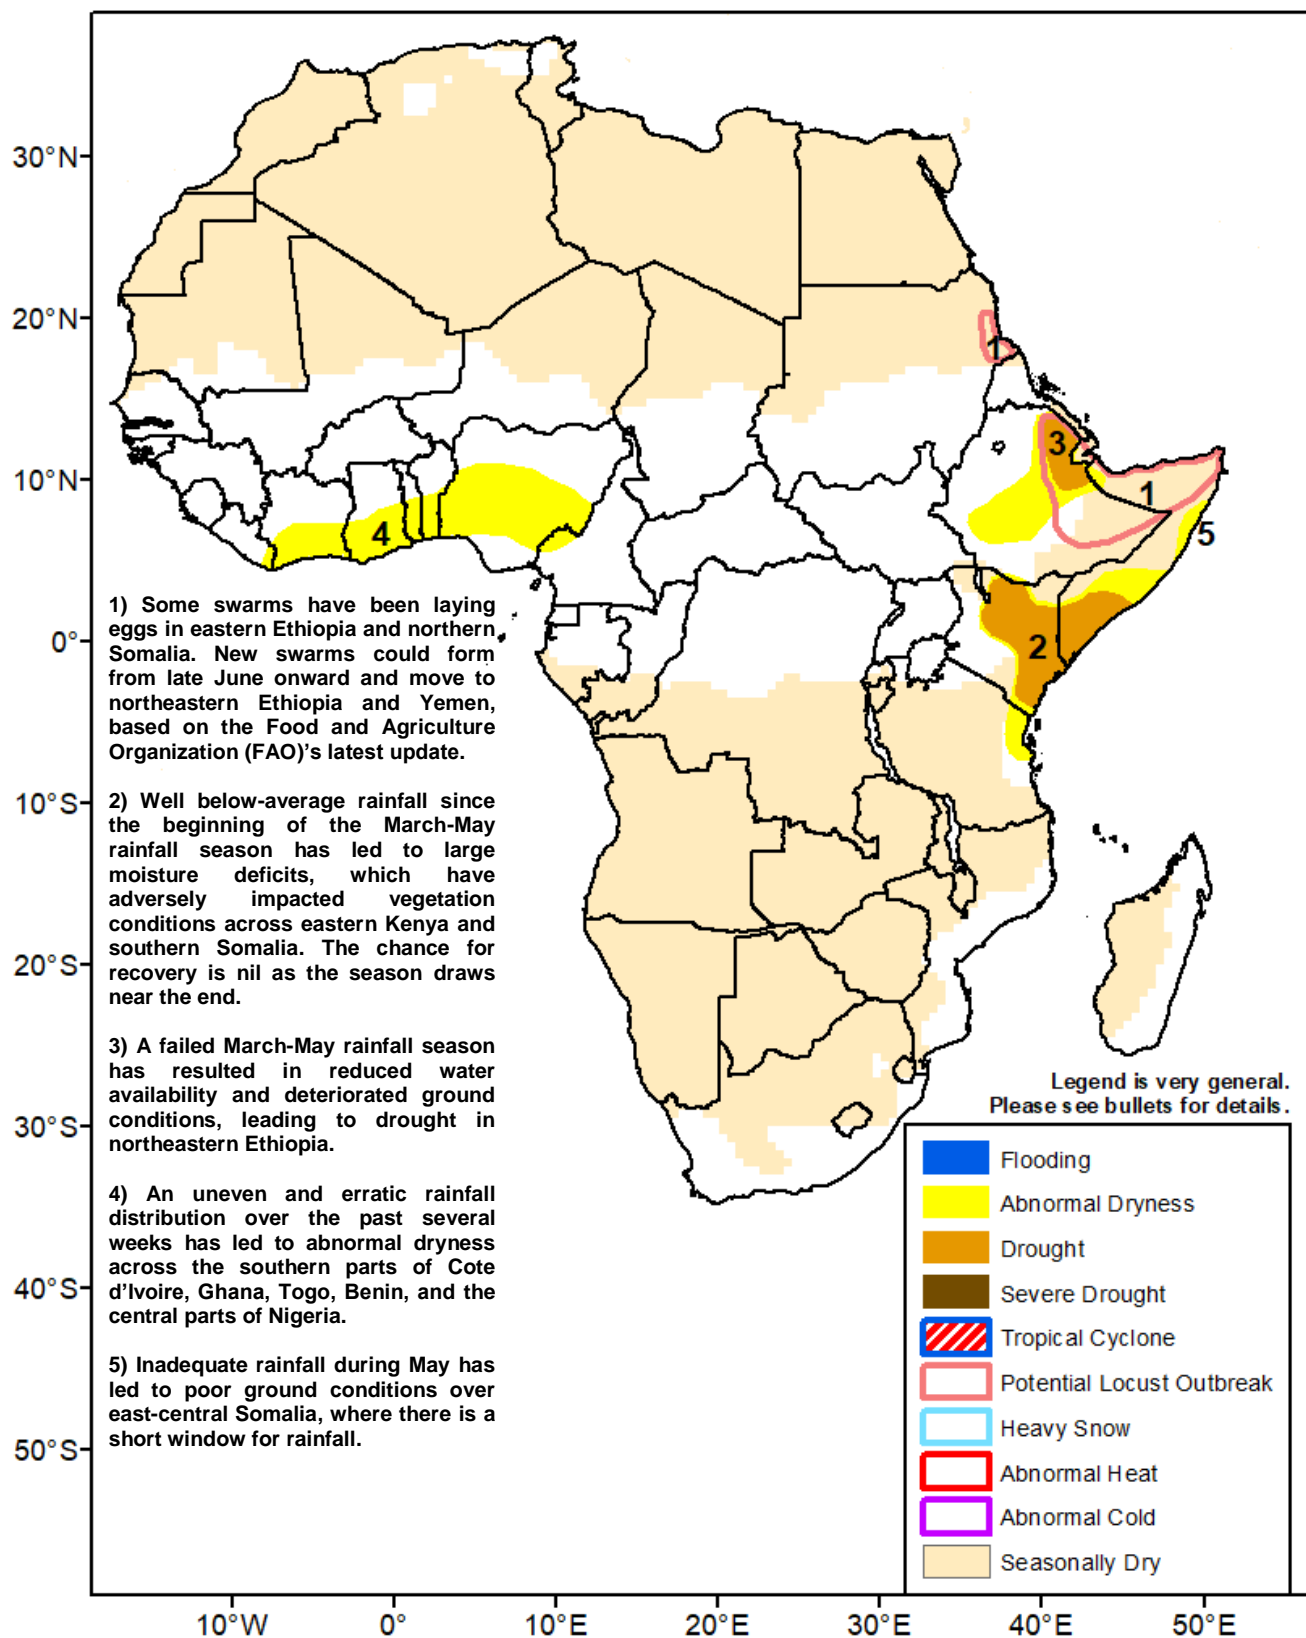 30°N
20°N
10°N
0°
10°S
20°S
30°S
40°S
50°S
1
3
1
5
4
2
1) Some swarms have been laying
eggs in eastern Ethiopia and northern
Somalia. New swarms could form
from late June onward and move to
northeastern Ethiopia and Yemen,
based on the Food and Agriculture
Organization (FAO)'s latest update.
2) Well below-average rainfall since
the beginning of the March-May
rainfall season has led to large
moisture deficits, which have
adversely impacted vegetation
conditions across eastern Kenya and
southern Somalia. The chance for
recovery is nil as the season draws
near the end.
3) A failed March-May rainfall season
has resulted in reduced water
availability and deteriorated ground
conditions, leading to drought in
northeastern Ethiopia.
4) An uneven and erratic rainfall
distribution over the past several
weeks has led to abnormal dryness
across the southern parts of Cote
d'Ivoire, Ghana, Togo, Benin, and the
central parts of Nigeria.
5) Inadequate rainfall during May has
led to poor ground conditions over
east-central Somalia, where there is a
short window for rainfall.
Legend is very general.
Please see bullets for details.
Flooding
Abnormal Dryness
Drought
Severe Drought
Tropical Cyclone
Potential Locust Outbreak
Heavy Snow
Abnormal Heat
Abnormal Cold
Seasonally Dry
10°W
0°
10°E
20°E
30°E
40°E
50°E